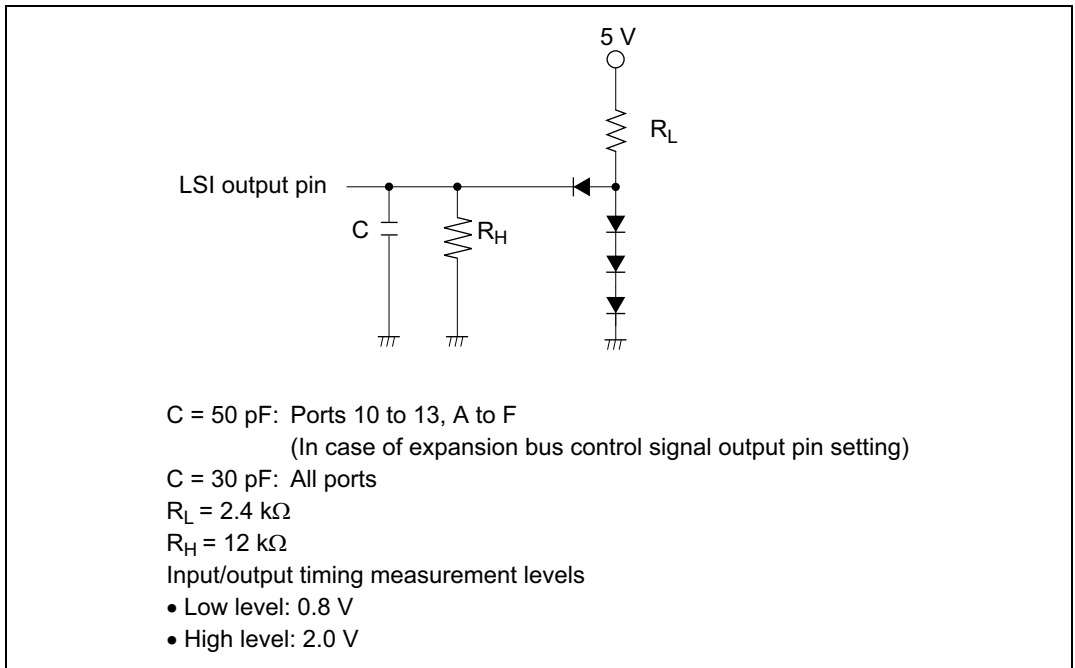 5 V
RL
LSI output pin
C
RH
C = 50 pF: Ports 10 to 13, A to F
(In case of expansion bus control signal output pin setting)
C = 30 pF: All ports
RL = 2.4 kΩ
RH = 12 kΩ
Input/output timing measurement levels
• Low level: 0.8 V
• High level: 2.0 V